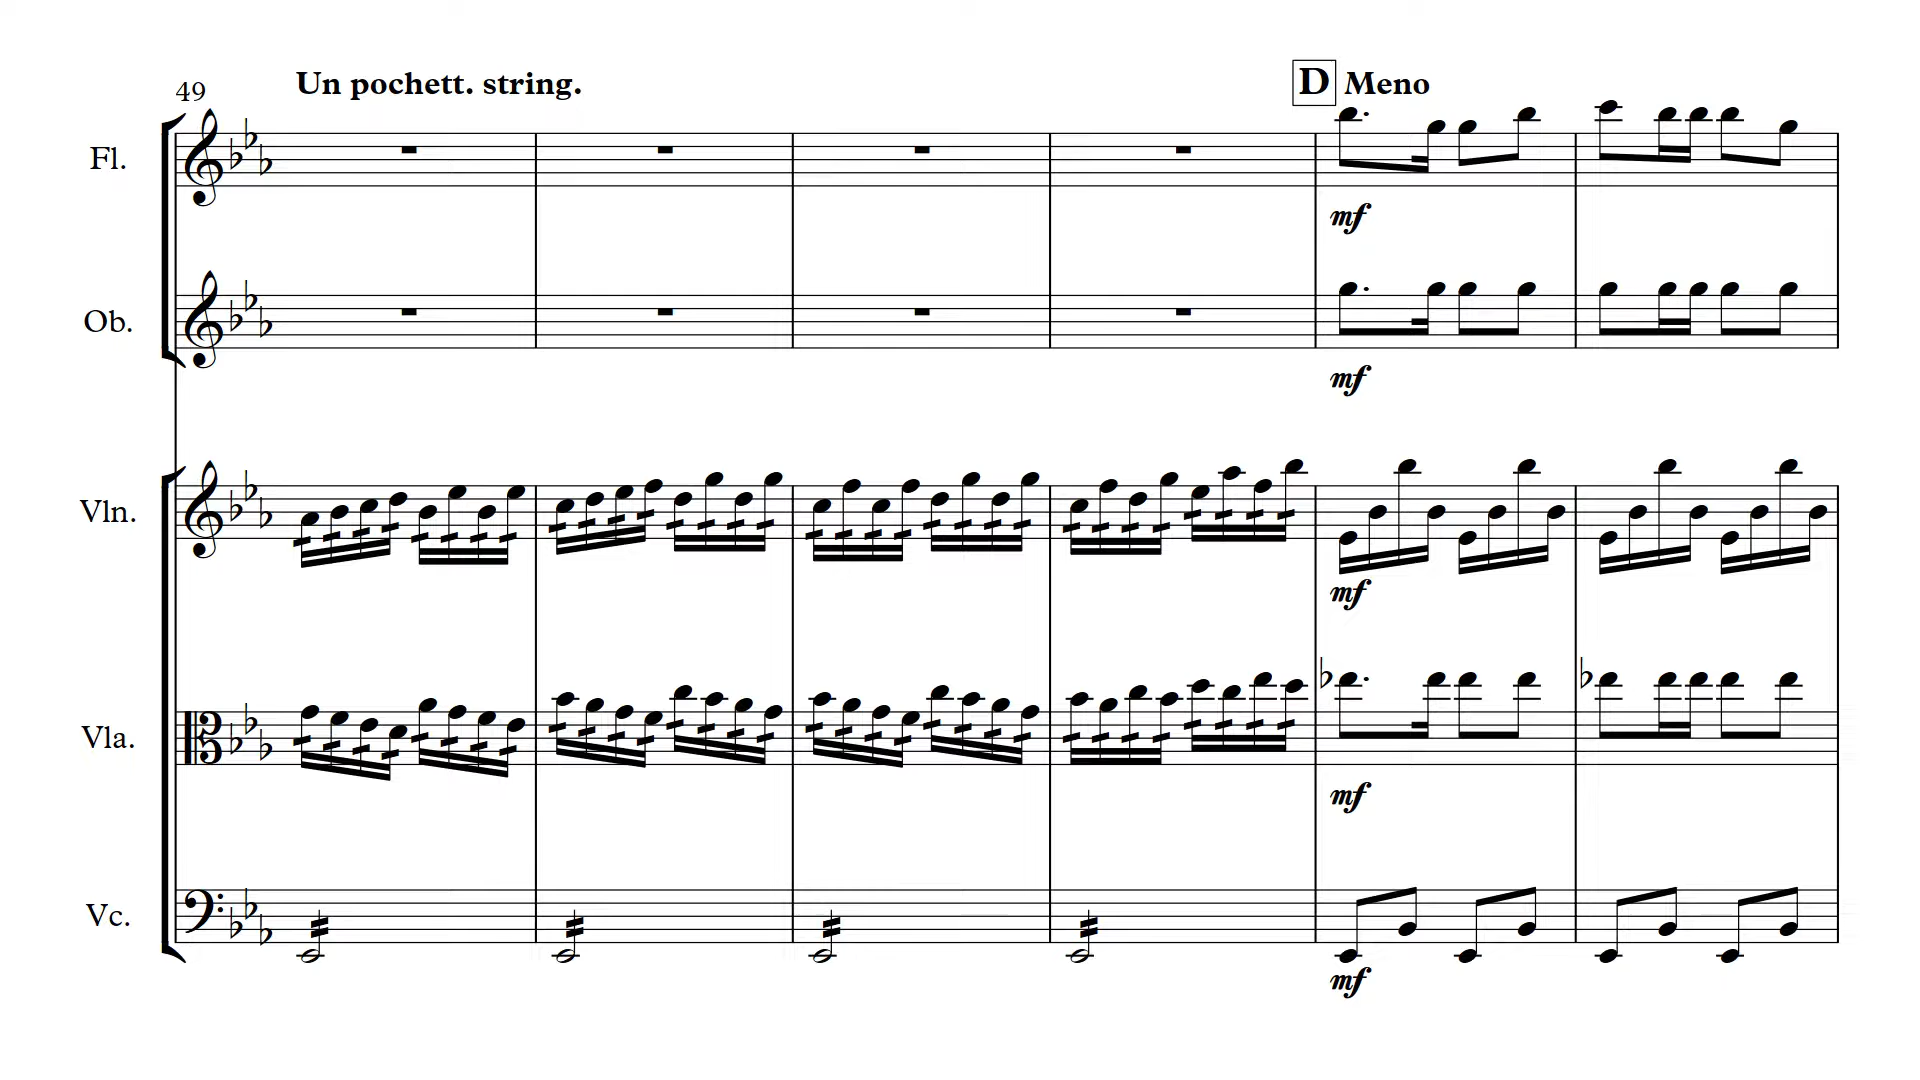 49 Un pochett. string. D Meno
Fl.
mf
Ob.
mf
Vln.
mf
Vla.
mf
Vc.
mf